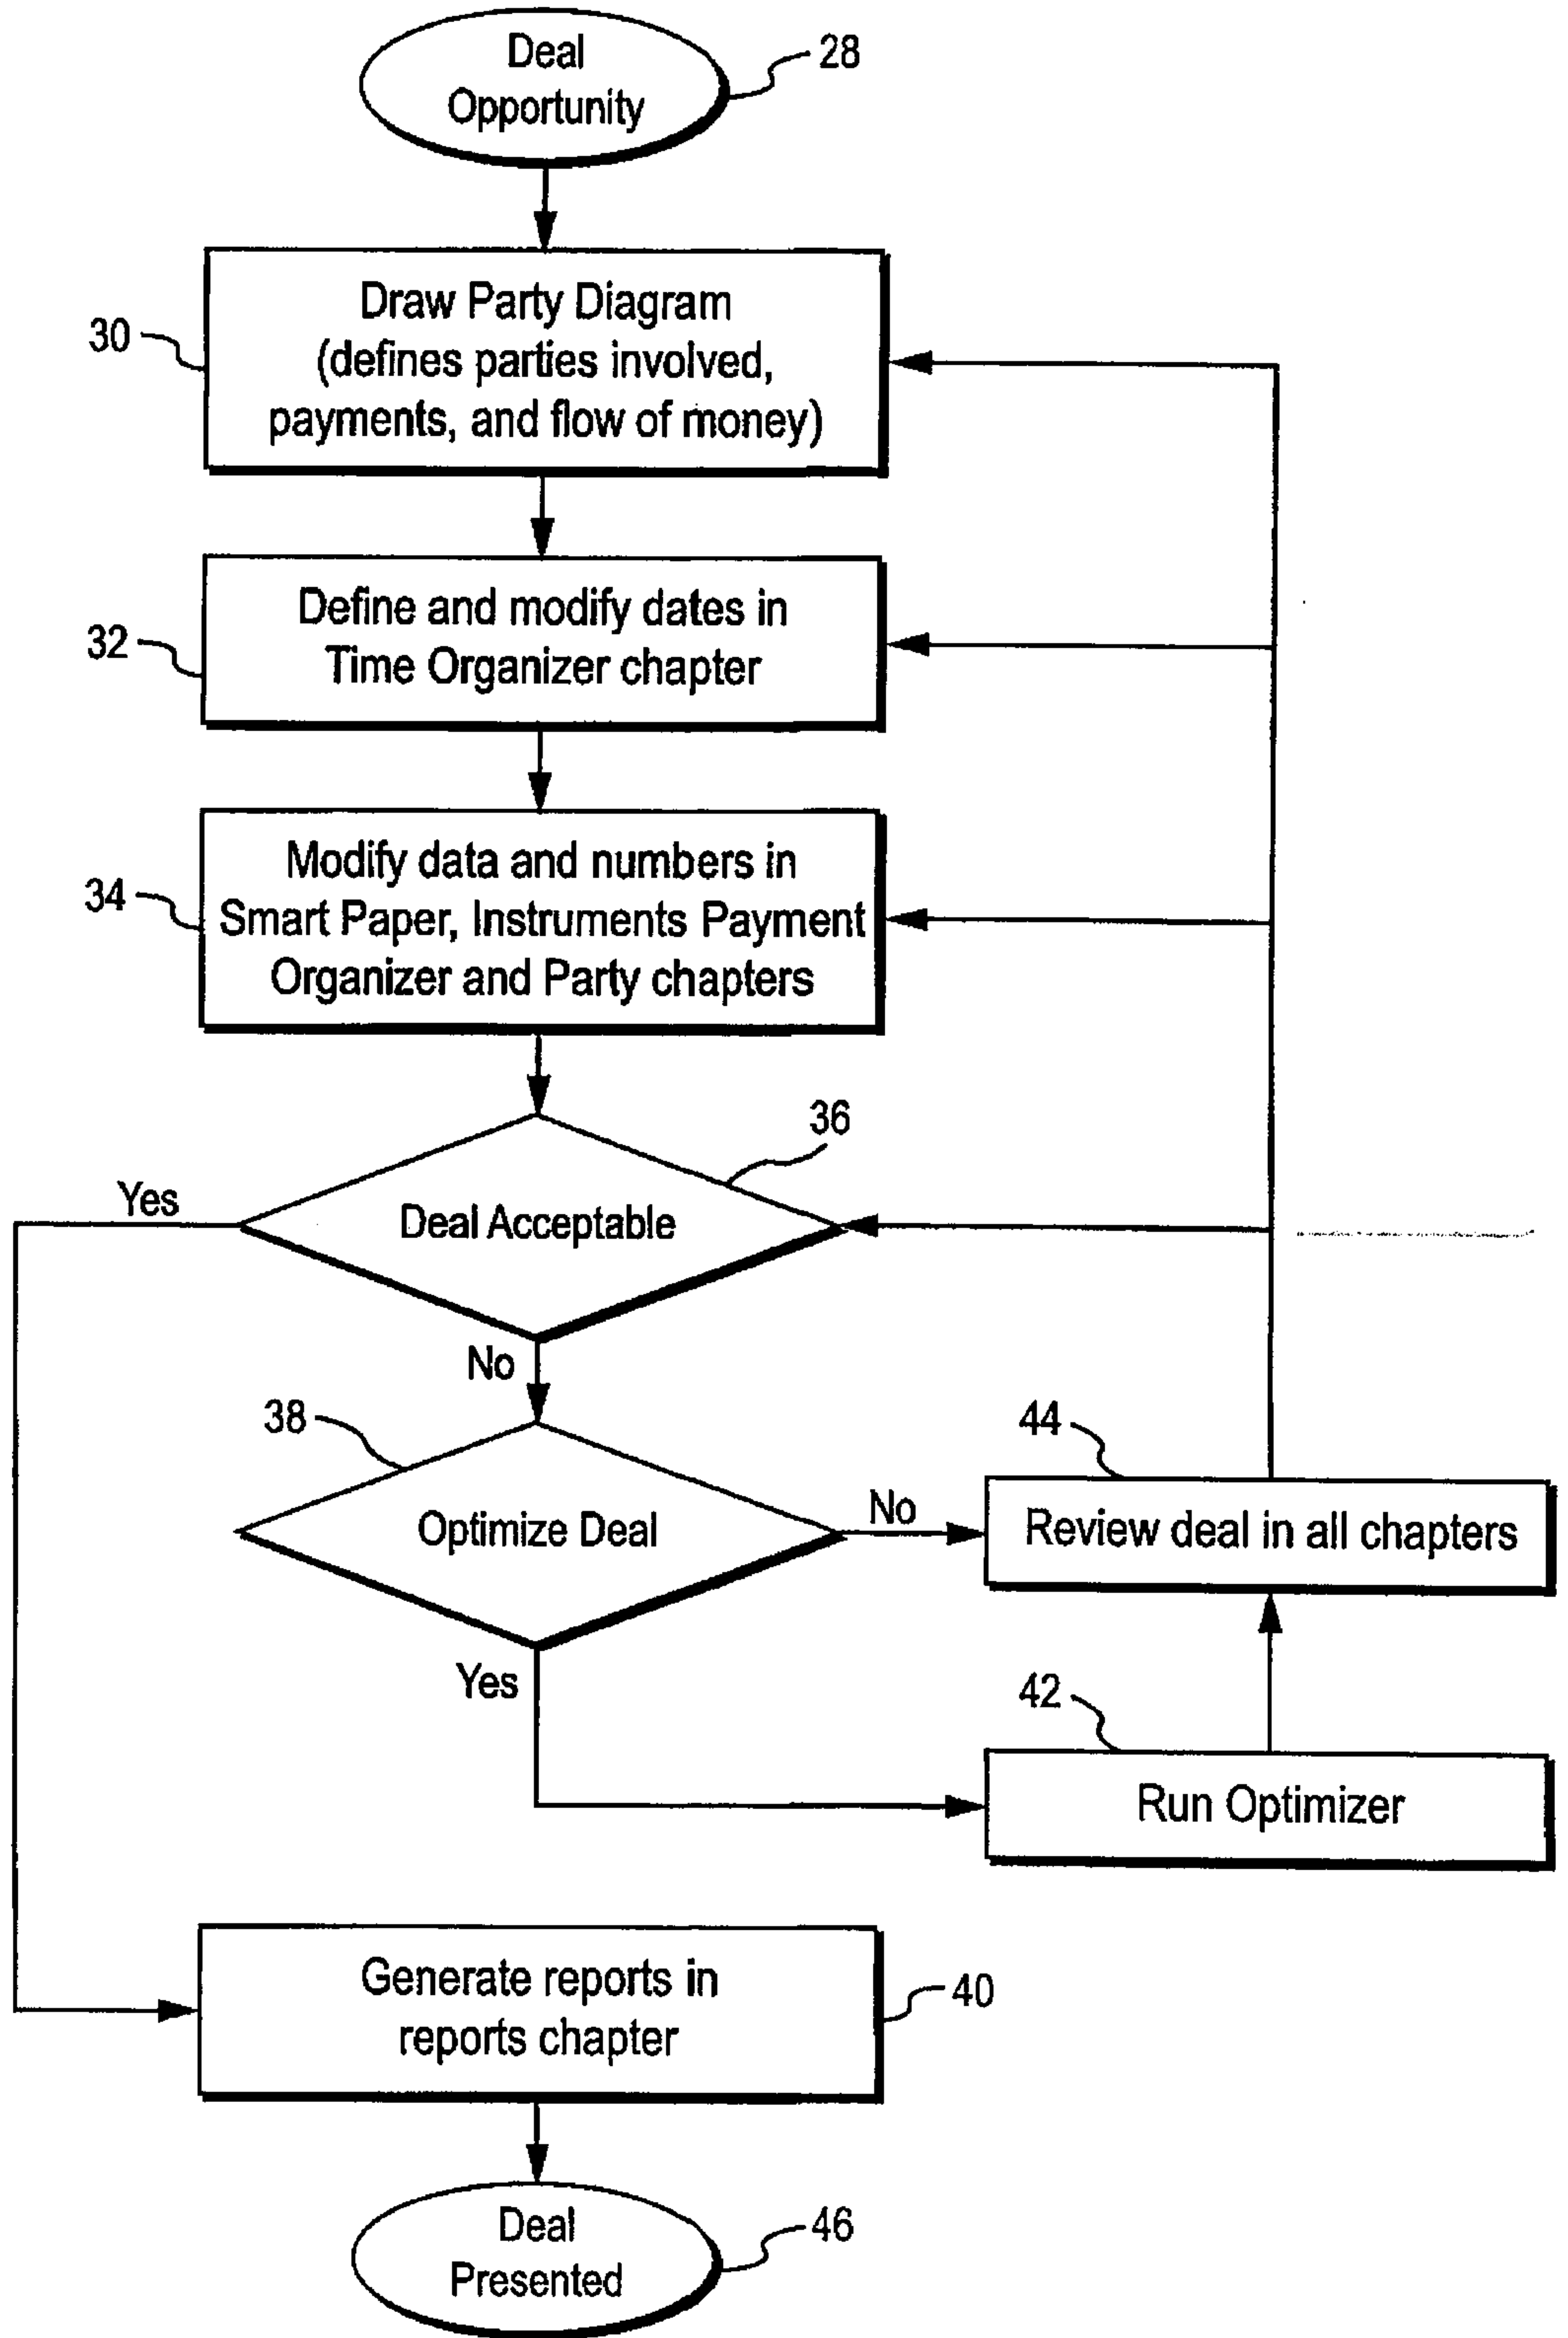 Deal
Opportunity
28
30
Draw Party Diagram
(defines parties involved,
payments, and flow of money)
32
Define and modify dates in
Time Organizer chapter
34
Modify data and numbers in
Smart Paper, Instruments Payment
Organizer and Party chapters
36
Yes
Deal Acceptable
No
38
Optimize Deal
No
44
Review deal in all chapters
Yes
42
Run Optimizer
Generate reports in
reports chapter
40
Deal
Presented
46